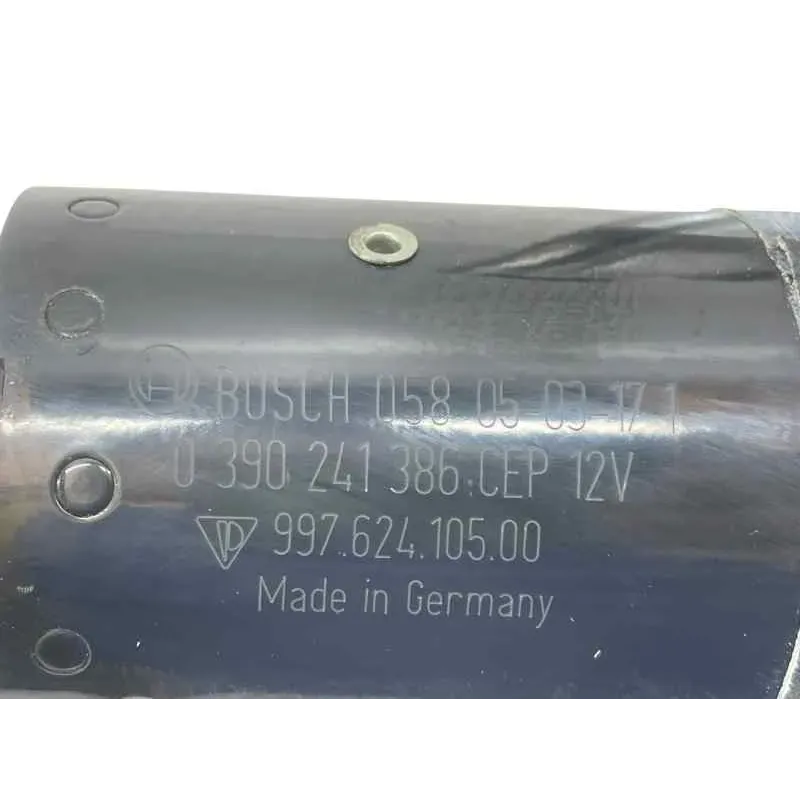 BOSCH 058 05 03-17 1
0 390 241 386 CEP 12V
997.624.105.00
Made in Germany